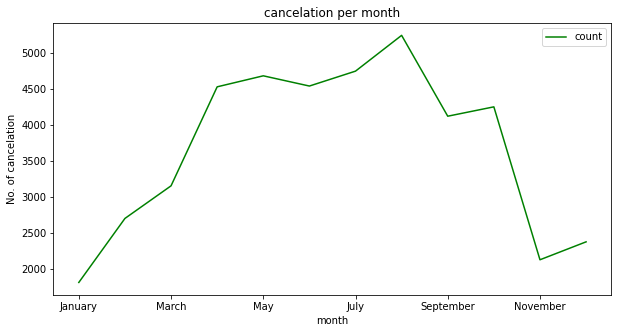 cancelation per month
count
No. of cancelation
5000
4500
4000
3500
3000
2500
2000
January March May July September November
month